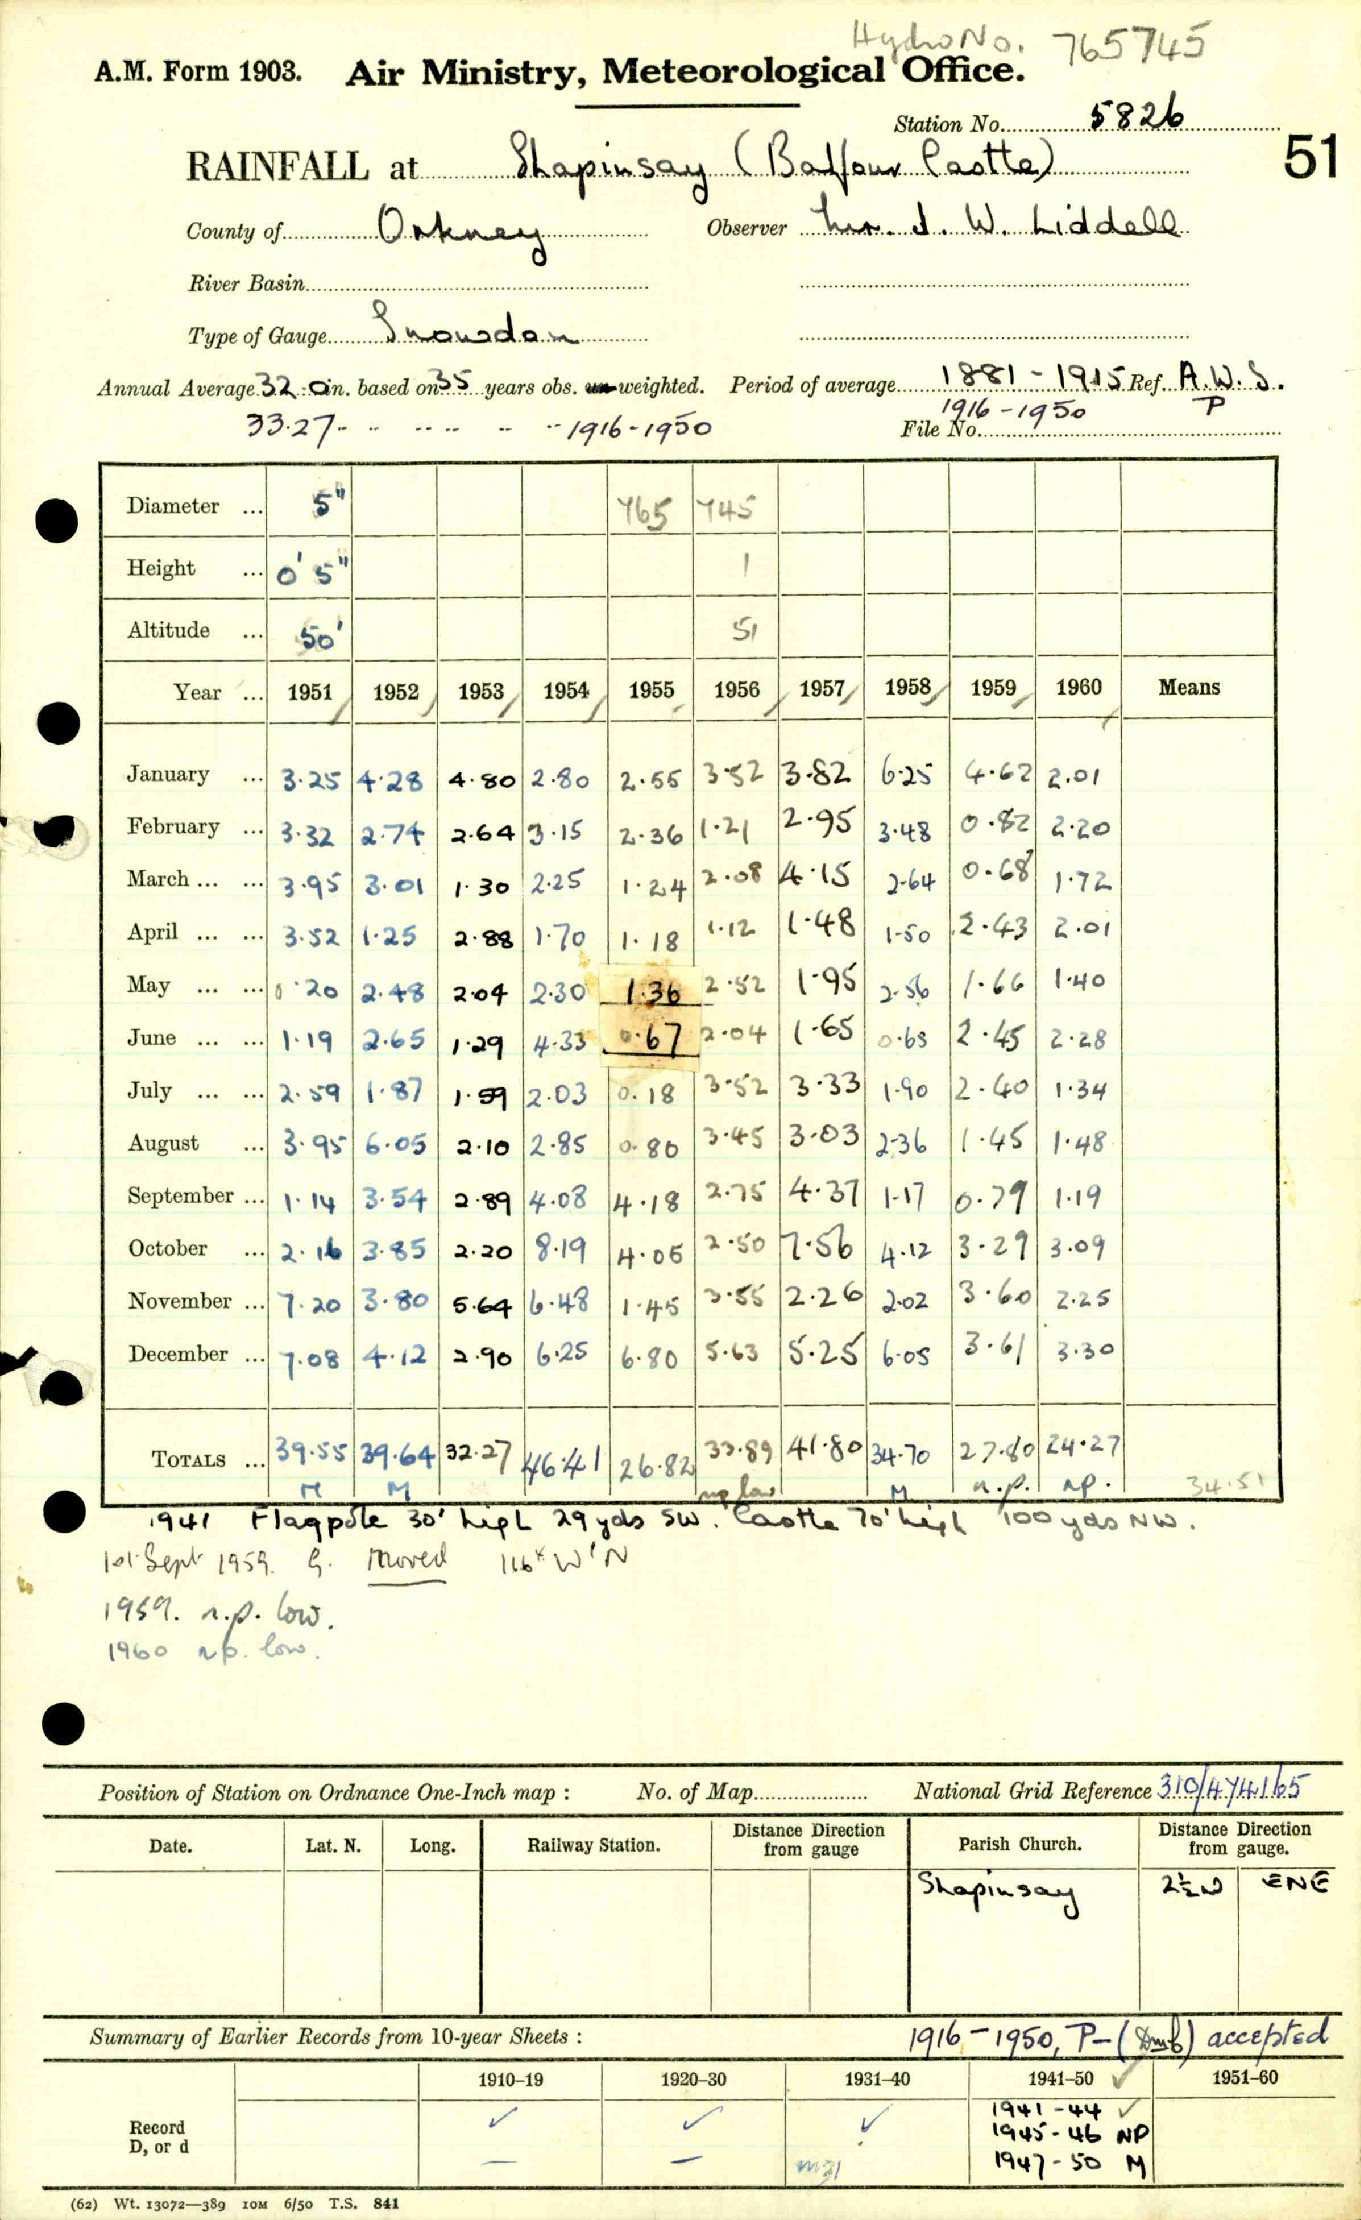 Hydro No. 765745
A.M. Form 1903. Air Ministry, Meteorological Office.
Station No. 5826
51
RAINFALL at Shapinsay (Balfour Castle)
County of Orkney Observer Mr. J. W. Liddell
River Basin
Type of Gauge Snowdon
Annual Average 32.0 in. based on 35 years obs. un-weighted. Period of average 1881-1915 Ref. A.W.S.
1916-1950 P
33.27 1916-1950 File No.
Diameter ... 5" 765 745
Height ... 0' 5" 1
Altitude ... 50' 51
Year ... 1951 1952 1953 1954 1955 1956 1957 1958 1959 1960 Means
January ... 3.25 4.28 4.80 2.80 2.55 3.52 3.82 6.25 4.62 2.01
February ... 3.32 2.74 2.64 3.15 2.36 1.21 2.95 3.48 0.82 2.20
March ... ... 3.95 3.01 1.30 2.25 1.24 2.08 4.15 2.64 0.68 1.72
April ... ... 3.52 1.25 2.88 1.70 1.18 1.12 1.48 1.50 2.43 2.01
May ... ... 0.20 2.48 2.04 2.30 1.36 2.52 1.95 2.56 1.66 1.40
June ... ... 1.19 2.65 1.29 4.33 0.67 2.04 1.65 0.65 2.45 2.28
July ... ... 2.59 1.87 1.59 2.03 0.18 3.52 3.33 1.90 2.40 1.34
August ... 3.95 6.05 2.10 2.85 0.80 3.45 3.03 2.36 1.45 1.48
September ... 1.14 3.54 2.89 4.08 4.18 2.75 4.37 1.17 0.79 1.19
October ... 2.16 3.85 2.20 8.19 4.05 2.50 7.56 4.12 3.29 3.09
November ... 7.20 3.80 5.64 6.48 1.45 3.55 2.26 2.02 3.60 2.25
December ... 7.08 4.12 2.90 6.25 6.80 5.63 5.25 6.05 3.61 3.30
TOTALS ... 39.55 39.64 32.27 46.41 26.82 33.89 41.80 34.70 27.80 24.27 34.51
M M np low M n.p. np.
1941 Flagpole 30' high 29 yds SW. Castle 70' high 100 yds NW.
1st Sept 1959. G. moved 116x W'N
1959. n.p. low.
1960 np. low.
Position of Station on Ordnance One-Inch map : No. of Map National Grid Reference 310/474165
Date. Lat. N. Long. Railway Station. Distance from Direction gauge Parish Church. Distance from Direction gauge.
Shapinsay 2½ ENE
Summary of Earlier Records from 10-year Sheets : 1916-1950, P- accepted
1910-19 1920-30 1931-40 1941-50 ✓ 1951-60
Record D, or d ✓ ✓ ✓ 1941-44 ✓
1945-46 NP
— — 1947-50 M
(62) Wt. 13072—389 10M 6/50 T.S. 841